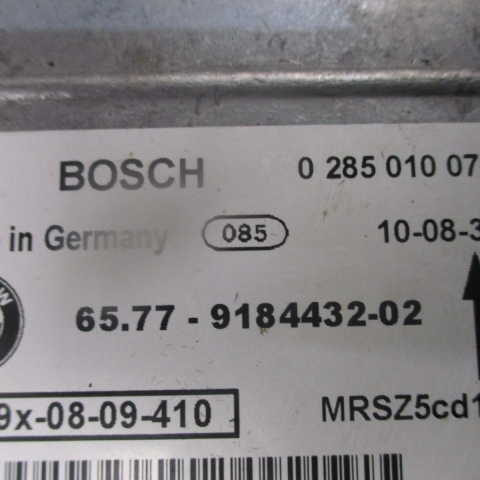 BOSCH 0 285 010 07
in Germany 085 10-08-3
65.77 - 9184432-02
9x-08-09-410 MRSZ5cd1